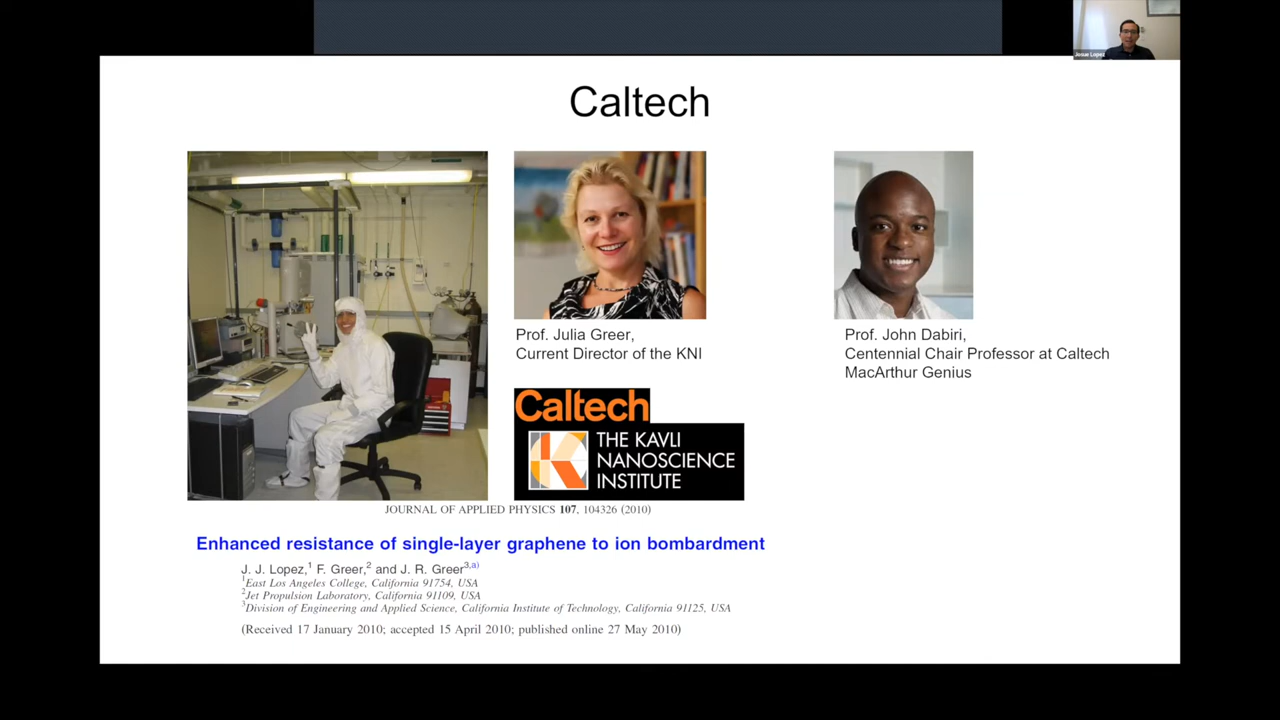 Josue Lopez
Caltech
Prof. Julia Greer,
Current Director of the KNI
Prof. John Dabiri,
Centennial Chair Professor at Caltech
MacArthur Genius
Caltech
THE KAVLI
NANOSCIENCE
INSTITUTE
JOURNAL OF APPLIED PHYSICS 107, 104326 (2010)
Enhanced resistance of single-layer graphene to ion bombardment
J. J. Lopez,1 F. Greer,2 and J. R. Greer3,a)
1East Los Angeles College, California 91754, USA
2Jet Propulsion Laboratory, California 91109, USA
3Division of Engineering and Applied Science, California Institute of Technology, California 91125, USA
(Received 17 January 2010; accepted 15 April 2010; published online 27 May 2010)